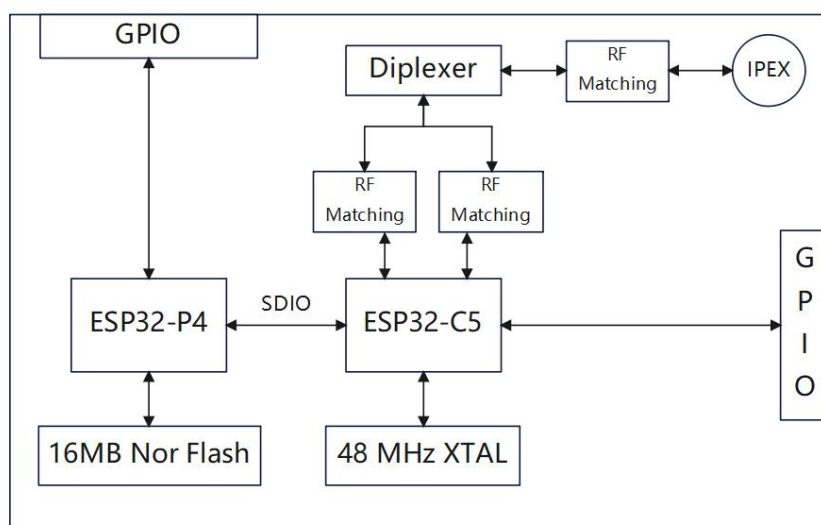 GPIO
Diplexer
RF
Matching
IPEX
RF
Matching
RF
Matching
ESP32-P4
SDIO
ESP32-C5
G
P
I
O
16MB Nor Flash
48 MHz XTAL